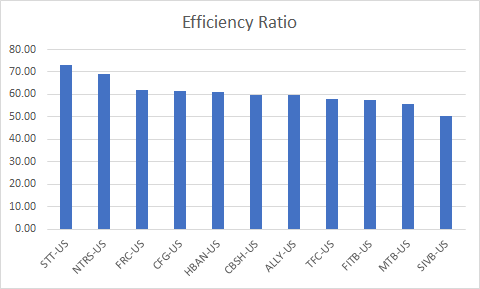 Efficiency Ratio
80.00
70.00
60.00
50.00
40.00
30.00
20.00
10.00
0.00
STT-US
NTRS-US
FRC-US
CFG-US
HBAN-US
CBSH-US
ALLY-US
TFC-US
FITB-US
MTB-US
SIVB-US